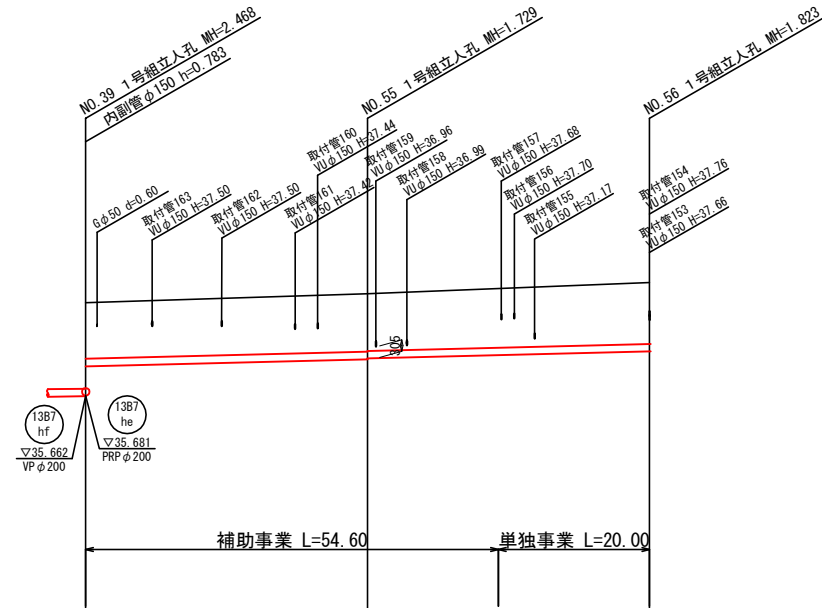 NO.39 1号組立人孔 MH=2.468
内副管φ150 h=0.783
NO.55 1号組立人孔 MH=1.729
NO.56 1号組立人孔 MH=1.823
Gφ50 d=0.60
取付管163
VUφ150 H=37.50
取付管162
VUφ150 H=37.50
取付管161
VUφ150 H=37.42
取付管160
VUφ150 H=37.44
取付管159
VUφ150 H=36.96
取付管158
VUφ150 H=36.99
取付管157
VUφ150 H=37.68
取付管156
VUφ150 H=37.70
取付管155
VUφ150 H=37.17
取付管154
VUφ150 H=37.76
取付管153
VUφ150 H=37.66
13B7
hf
▽35.662
VPφ200
13B7
he
▽35.681
PRPφ200
補助事業 L=54.60
単独事業 L=20.00